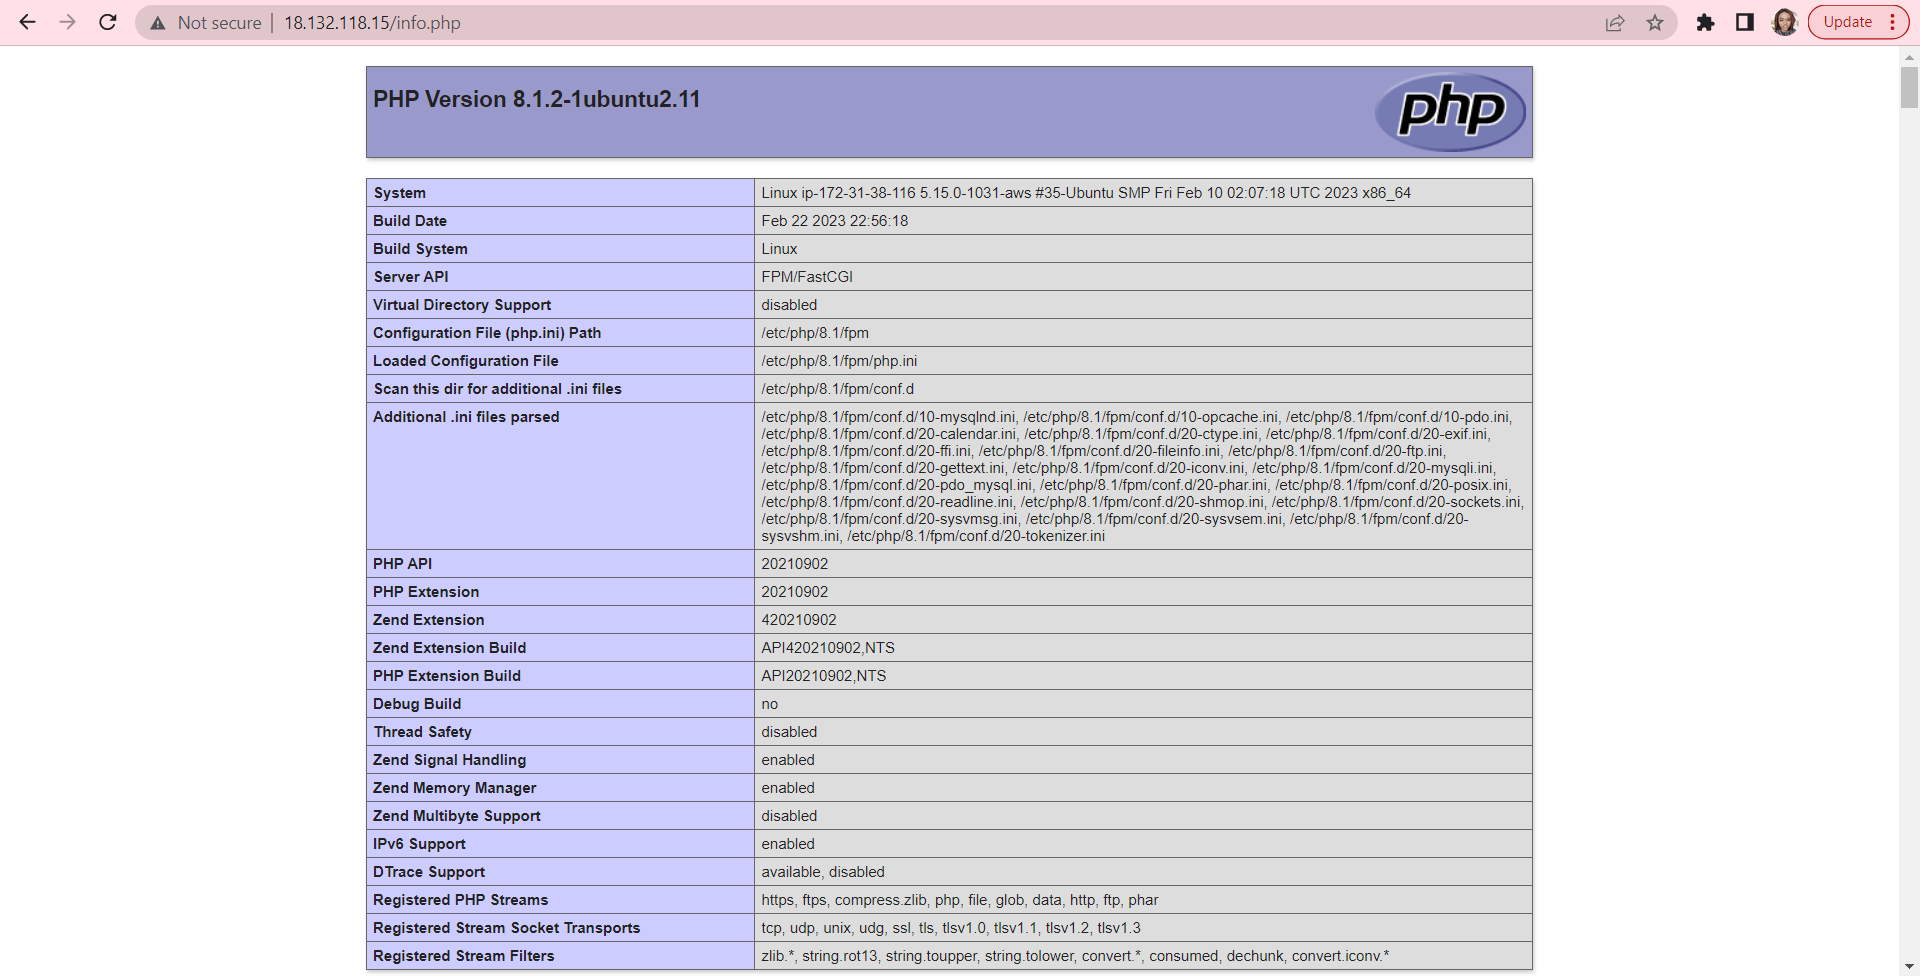 Not secure | 18.132.118.15/info.php
Update
PHP Version 8.1.2-1ubuntu2.11
php
System Linux ip-172-31-38-116 5.15.0-1031-aws #35-Ubuntu SMP Fri Feb 10 02:07:18 UTC 2023 x86_64
Build Date Feb 22 2023 22:56:18
Build System Linux
Server API FPM/FastCGI
Virtual Directory Support disabled
Configuration File (php.ini) Path /etc/php/8.1/fpm
Loaded Configuration File /etc/php/8.1/fpm/php.ini
Scan this dir for additional .ini files /etc/php/8.1/fpm/conf.d
Additional .ini files parsed /etc/php/8.1/fpm/conf.d/10-mysqlnd.ini, /etc/php/8.1/fpm/conf.d/10-opcache.ini, /etc/php/8.1/fpm/conf.d/10-pdo.ini,
/etc/php/8.1/fpm/conf.d/20-calendar.ini, /etc/php/8.1/fpm/conf.d/20-ctype.ini, /etc/php/8.1/fpm/conf.d/20-exif.ini,
/etc/php/8.1/fpm/conf.d/20-ffi.ini, /etc/php/8.1/fpm/conf.d/20-fileinfo.ini, /etc/php/8.1/fpm/conf.d/20-ftp.ini,
/etc/php/8.1/fpm/conf.d/20-gettext.ini, /etc/php/8.1/fpm/conf.d/20-iconv.ini, /etc/php/8.1/fpm/conf.d/20-mysqli.ini,
/etc/php/8.1/fpm/conf.d/20-pdo_mysql.ini, /etc/php/8.1/fpm/conf.d/20-phar.ini, /etc/php/8.1/fpm/conf.d/20-posix.ini,
/etc/php/8.1/fpm/conf.d/20-readline.ini, /etc/php/8.1/fpm/conf.d/20-shmop.ini, /etc/php/8.1/fpm/conf.d/20-sockets.ini,
/etc/php/8.1/fpm/conf.d/20-sysvmsg.ini, /etc/php/8.1/fpm/conf.d/20-sysvsem.ini, /etc/php/8.1/fpm/conf.d/20-
sysvshm.ini, /etc/php/8.1/fpm/conf.d/20-tokenizer.ini
PHP API 20210902
PHP Extension 20210902
Zend Extension 420210902
Zend Extension Build API420210902,NTS
PHP Extension Build API20210902,NTS
Debug Build no
Thread Safety disabled
Zend Signal Handling enabled
Zend Memory Manager enabled
Zend Multibyte Support disabled
IPv6 Support enabled
DTrace Support available, disabled
Registered PHP Streams https, ftps, compress.zlib, php, file, glob, data, http, ftp, phar
Registered Stream Socket Transports tcp, udp, unix, udg, ssl, tls, tlsv1.0, tlsv1.1, tlsv1.2, tlsv1.3
Registered Stream Filters zlib.*, string.rot13, string.toupper, string.tolower, convert.*, consumed, dechunk, convert.iconv.*